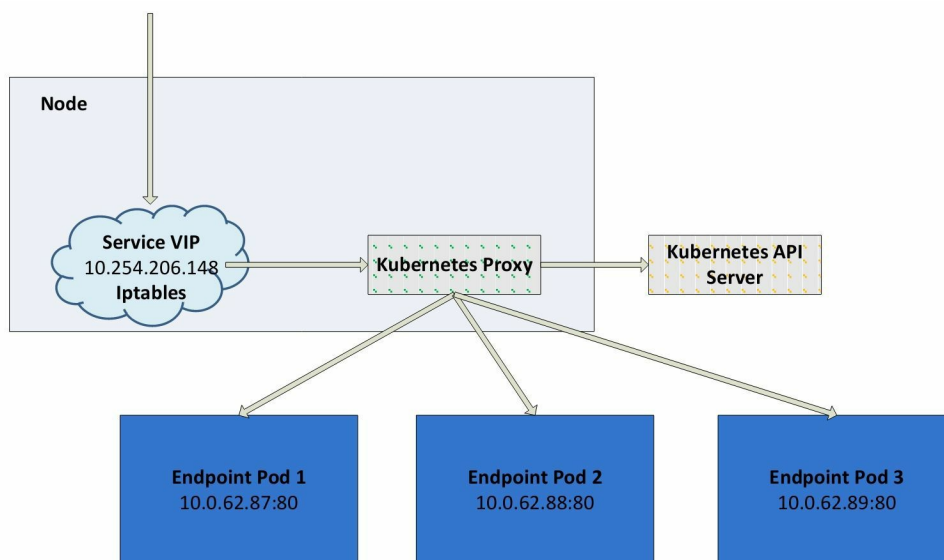 Node
Service VIP
10.254.206.148
Iptables
Kubernetes Proxy
Kubernetes API
Server
Endpoint Pod 1
10.0.62.87:80
Endpoint Pod 2
10.0.62.88:80
Endpoint Pod 3
10.0.62.89:80